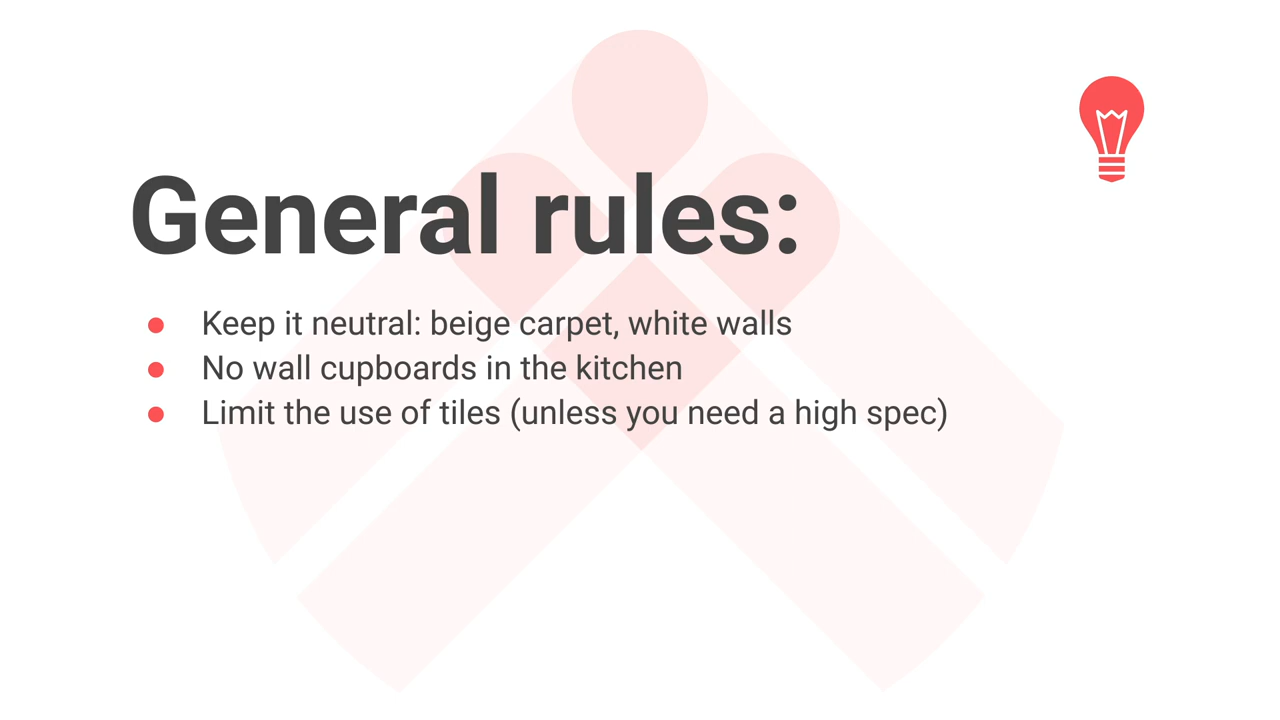 General rules:
● Keep it neutral: beige carpet, white walls
● No wall cupboards in the kitchen
● Limit the use of tiles (unless you need a high spec)